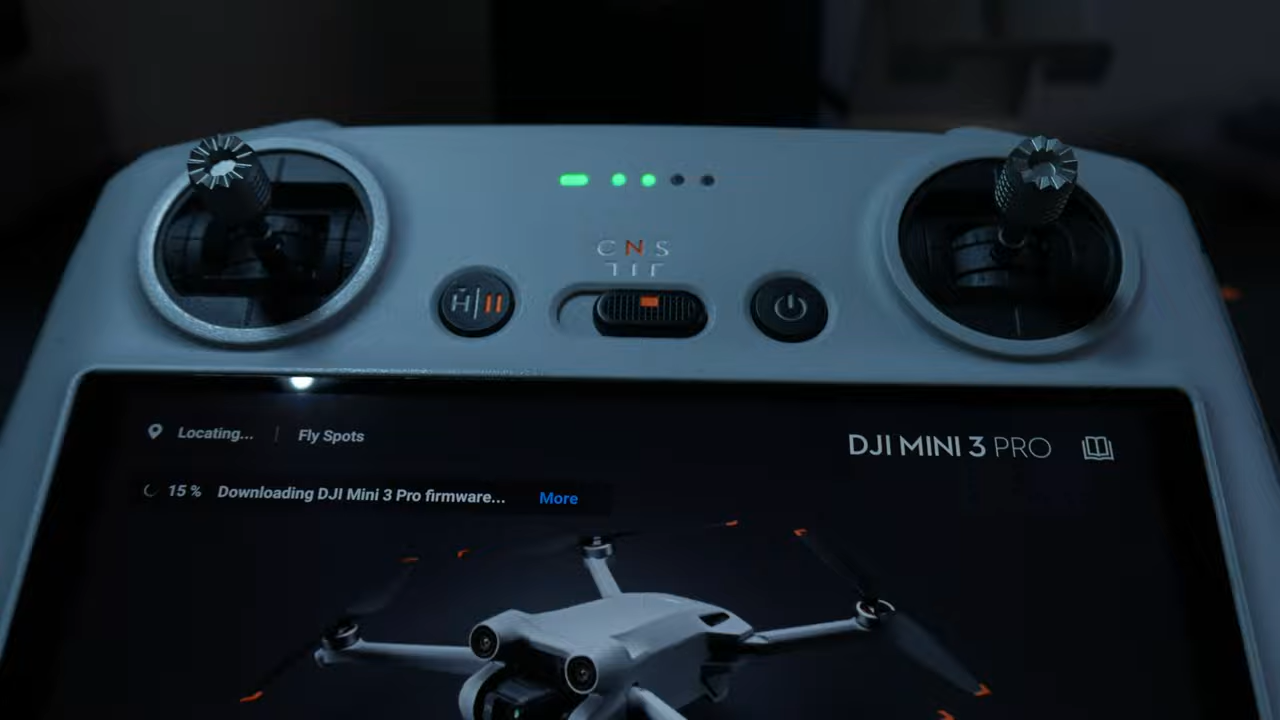 C N S
H
Locating... | Fly Spots
DJI MINI 3 PRO
15 % Downloading DJI Mini 3 Pro firmware... More